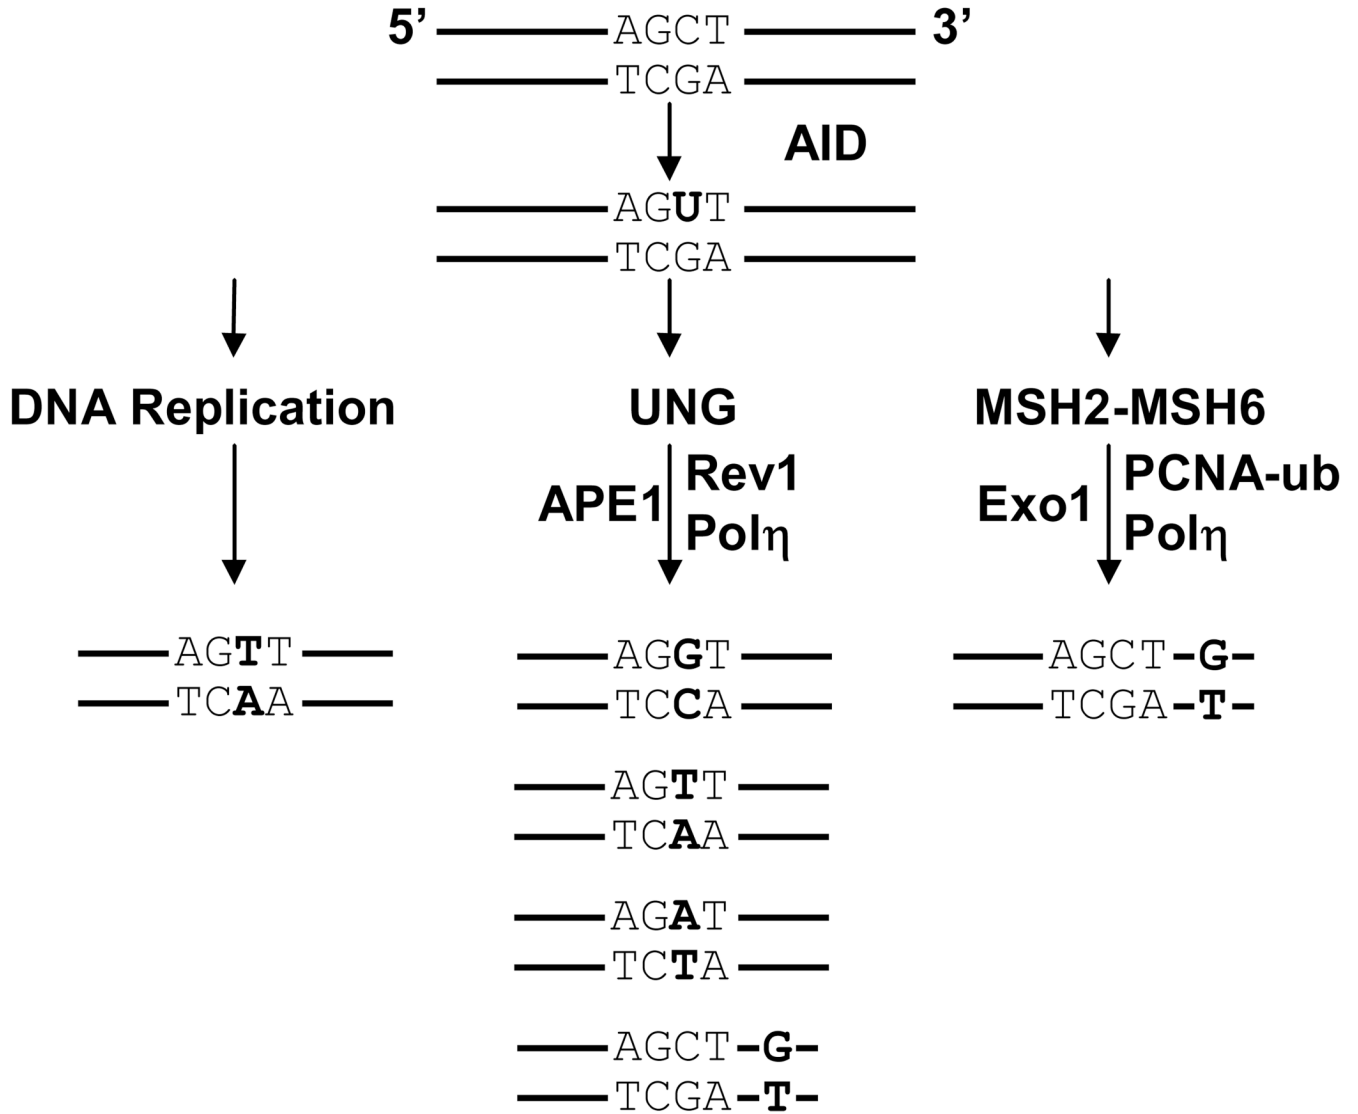 5’ AGCT 3’
TCGA
AID
AGUT
TCGA
DNA Replication UNG MSH2-MSH6
APE1 Rev1 Polη Exo1 PCNA-ub Polη
AGTT AGGT AGCT G
TCAA TCCA TCGA T
AGTT
TCAA
AGAT
TCTA
AGCT G
TCGA T